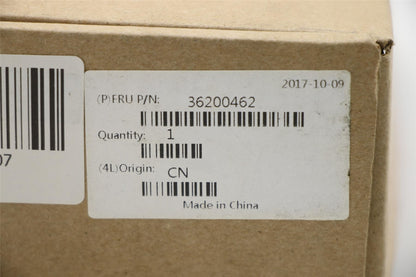 2017-10-09
(P)FRU P/N: 36200462
Quantity: 1
(4L)Origin: CN
Made in China
07